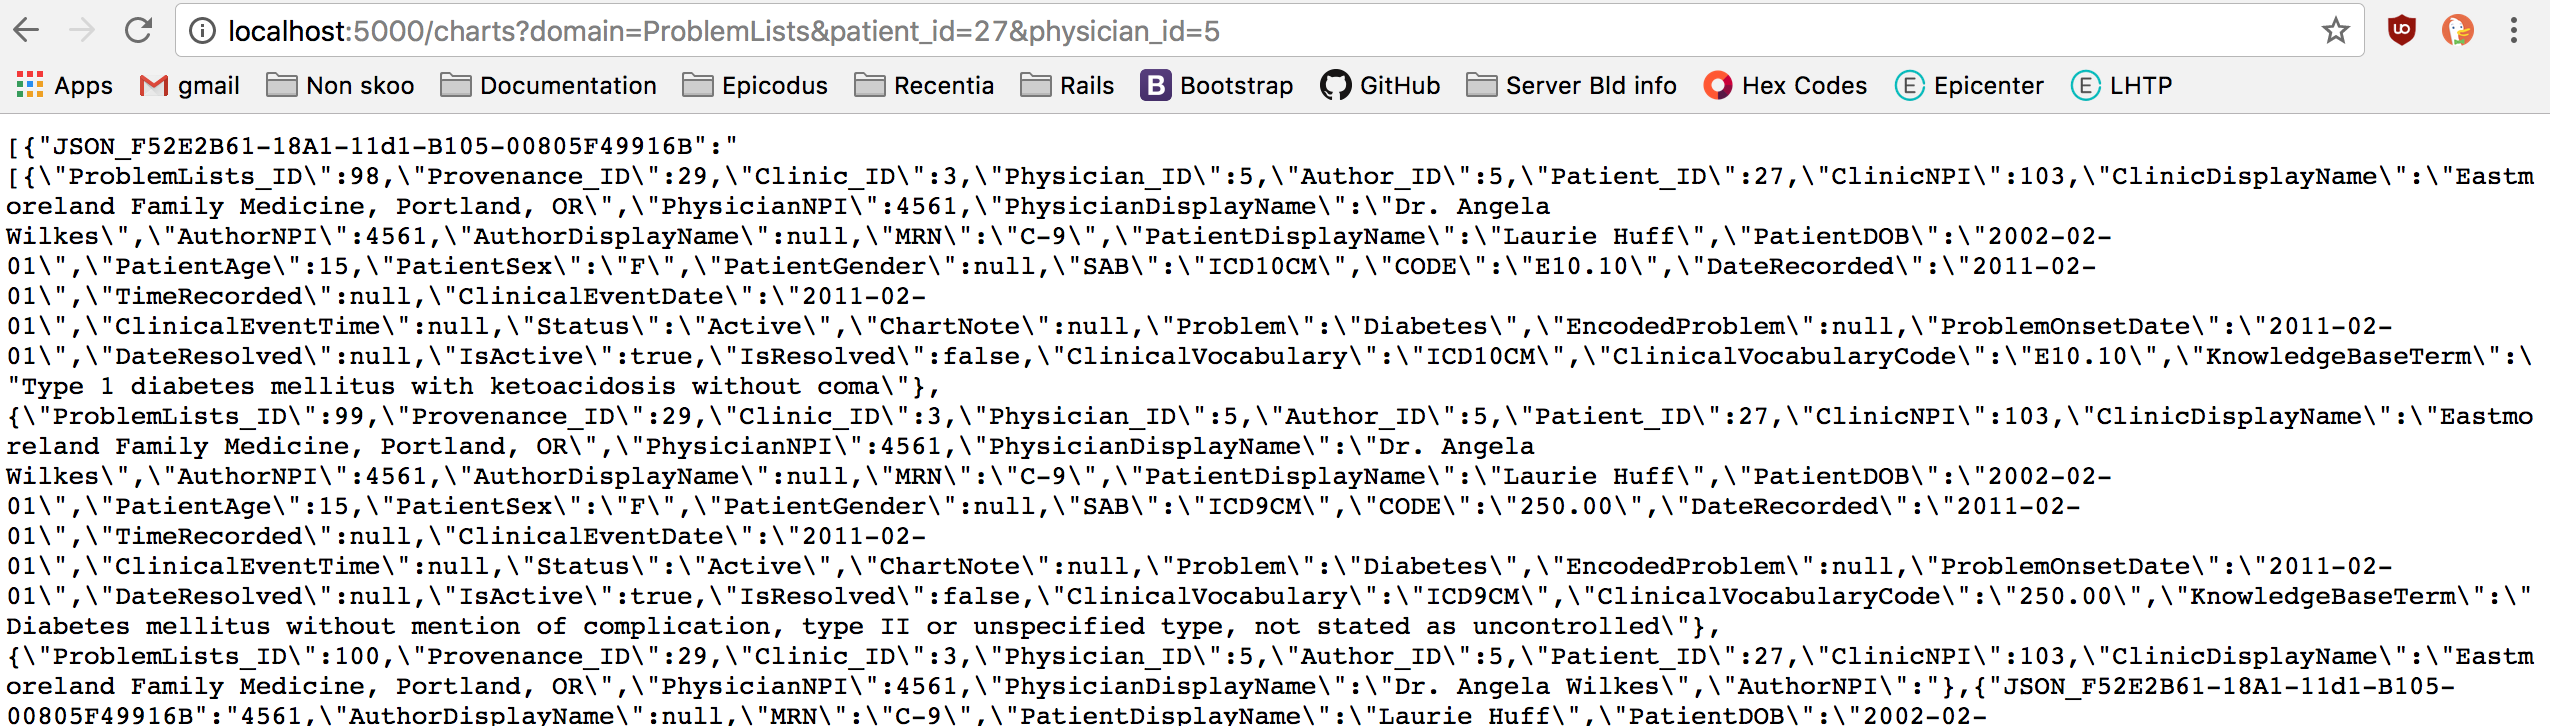 localhost:5000/charts?domain=ProblemLists&patient_id=27&physician_id=5
Apps gmail Non skoo Documentation Epicodus Recentia Rails B Bootstrap GitHub Server Bld info Hex Codes E Epicenter E LHTP
[{"JSON_F52E2B61-18A1-11d1-B105-00805F49916B":"
[{\"ProblemLists_ID\":98,\"Provenance_ID\":29,\"Clinic_ID\":3,\"Physician_ID\":5,\"Author_ID\":5,\"Patient_ID\":27,\"ClinicNPI\":103,\"ClinicDisplayName\":\"Eastm
oreland Family Medicine, Portland, OR\",\"PhysicianNPI\":4561,\"PhysicianDisplayName\":\"Dr. Angela
Wilkes\",\"AuthorNPI\":4561,\"AuthorDisplayName\":null,\"MRN\":\"C-9\",\"PatientDisplayName\":\"Laurie Huff\",\"PatientDOB\":\"2002-02-
01\",\"PatientAge\":15,\"PatientSex\":\"F\",\"PatientGender\":null,\"SAB\":\"ICD10CM\",\"CODE\":\"E10.10\",\"DateRecorded\":\"2011-02-
01\",\"TimeRecorded\":null,\"ClinicalEventDate\":\"2011-02-
01\",\"ClinicalEventTime\":null,\"Status\":\"Active\",\"ChartNote\":null,\"Problem\":\"Diabetes\",\"EncodedProblem\":null,\"ProblemOnsetDate\":\"2011-02-
01\",\"DateResolved\":null,\"IsActive\":true,\"IsResolved\":false,\"ClinicalVocabulary\":\"ICD10CM\",\"ClinicalVocabularyCode\":\"E10.10\",\"KnowledgeBaseTerm\":\
"Type 1 diabetes mellitus with ketoacidosis without coma\"},
{\"ProblemLists_ID\":99,\"Provenance_ID\":29,\"Clinic_ID\":3,\"Physician_ID\":5,\"Author_ID\":5,\"Patient_ID\":27,\"ClinicNPI\":103,\"ClinicDisplayName\":\"Eastmo
reland Family Medicine, Portland, OR\",\"PhysicianNPI\":4561,\"PhysicianDisplayName\":\"Dr. Angela
Wilkes\",\"AuthorNPI\":4561,\"AuthorDisplayName\":null,\"MRN\":\"C-9\",\"PatientDisplayName\":\"Laurie Huff\",\"PatientDOB\":\"2002-02-
01\",\"PatientAge\":15,\"PatientSex\":\"F\",\"PatientGender\":null,\"SAB\":\"ICD9CM\",\"CODE\":\"250.00\",\"DateRecorded\":\"2011-02-
01\",\"TimeRecorded\":null,\"ClinicalEventDate\":\"2011-02-
01\",\"ClinicalEventTime\":null,\"Status\":\"Active\",\"ChartNote\":null,\"Problem\":\"Diabetes\",\"EncodedProblem\":null,\"ProblemOnsetDate\":\"2011-02-
01\",\"DateResolved\":null,\"IsActive\":true,\"IsResolved\":false,\"ClinicalVocabulary\":\"ICD9CM\",\"ClinicalVocabularyCode\":\"250.00\",\"KnowledgeBaseTerm\":\"
Diabetes mellitus without mention of complication, type II or unspecified type, not stated as uncontrolled\"},
{\"ProblemLists_ID\":100,\"Provenance_ID\":29,\"Clinic_ID\":3,\"Physician_ID\":5,\"Author_ID\":5,\"Patient_ID\":27,\"ClinicNPI\":103,\"ClinicDisplayName\":\"Eastm
oreland Family Medicine, Portland, OR\",\"PhysicianNPI\":4561,\"PhysicianDisplayName\":\"Dr. Angela Wilkes\",\"AuthorNPI\":"},{"JSON_F52E2B61-18A1-11d1-B105-
00805F49916B":"4561,\"AuthorDisplayName\":null,\"MRN\":\"C-9\",\"PatientDisplayName\":\"Laurie Huff\",\"PatientDOB\":\"2002-02-